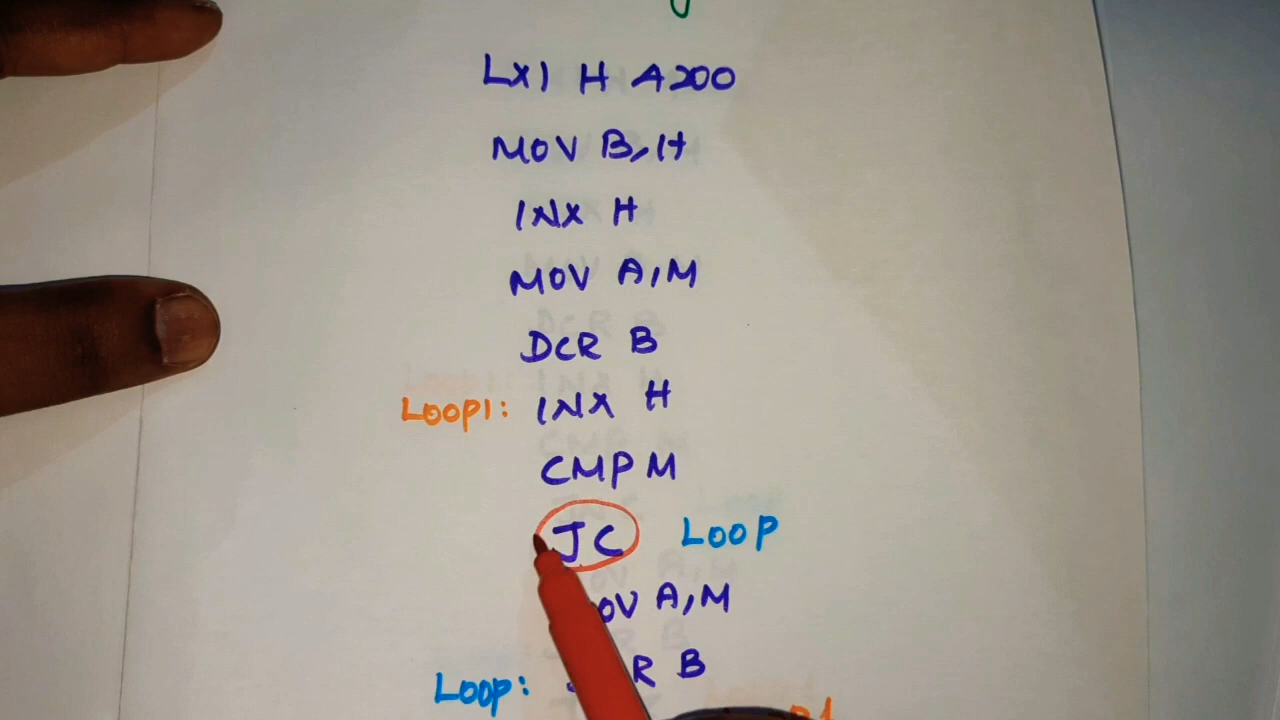 LXI H A200
MOV B,H
INX H
MOV A,M
DCR B
LOOP1: INX H
CMP M
JC LOOP
A,M
LOOP: B